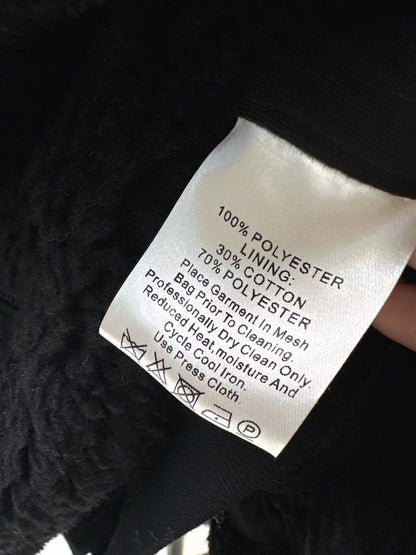 100% POLYESTER
LINING:
30% COTTON
70% POLYESTER
Place Garment In Mesh
Bag Prior To Cleaning.
Professionally Dry Clean Only.
Reduced Heat,moisture And
Cycle Cool Iron.
Use Press Cloth.
P